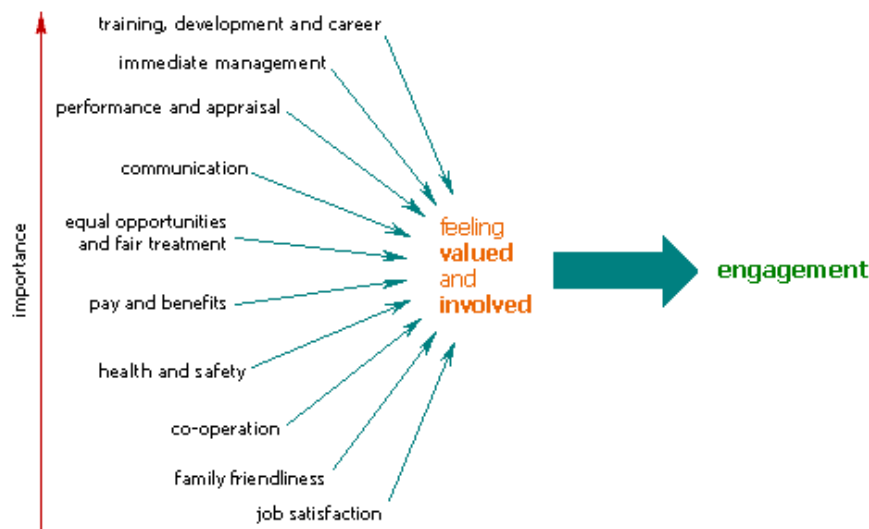 training, development and career
immediate management
performance and appraisal
communication
equal opportunities
and fair treatment
pay and benefits
health and safety
co-operation
family friendliness
job satisfaction
importance
feeling
valued
and
involved
engagement